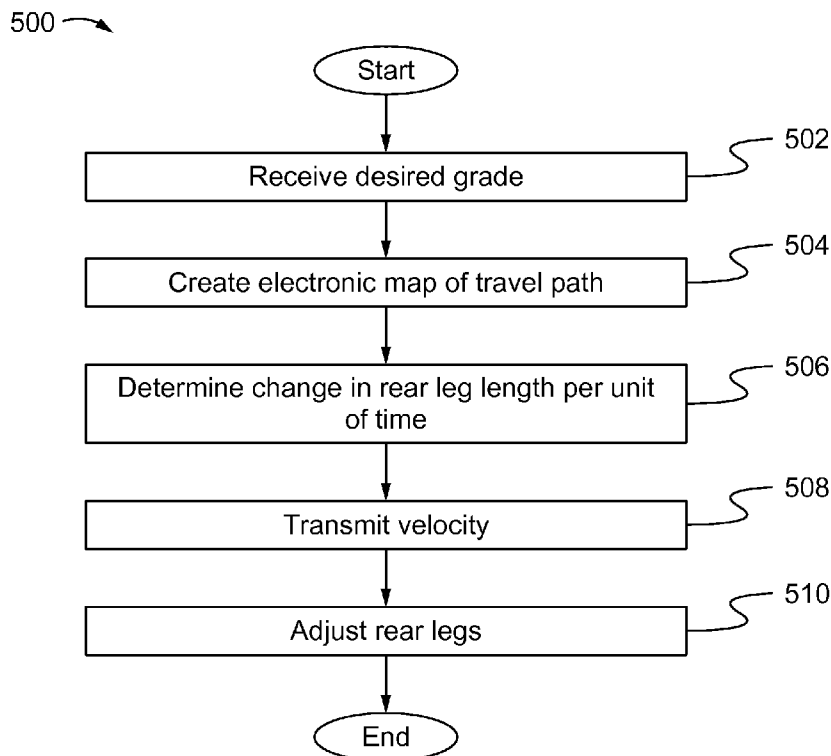 500
Start
502
Receive desired grade
504
Create electronic map of travel path
506
Determine change in rear leg length per unit
of time
508
Transmit velocity
510
Adjust rear legs
End